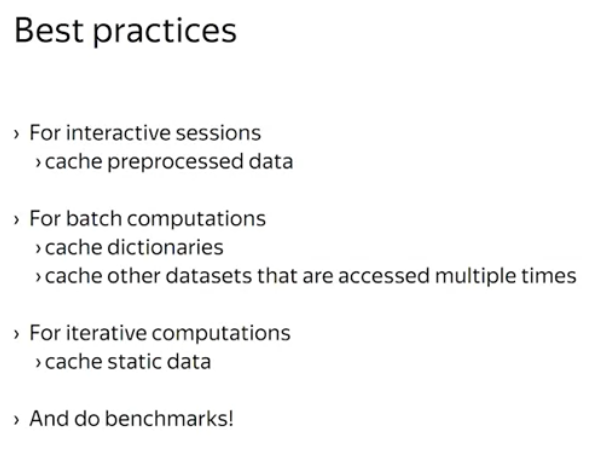 Best practices
› For interactive sessions
› cache preprocessed data
› For batch computations
› cache dictionaries
› cache other datasets that are accessed multiple times
› For iterative computations
› cache static data
› And do benchmarks!